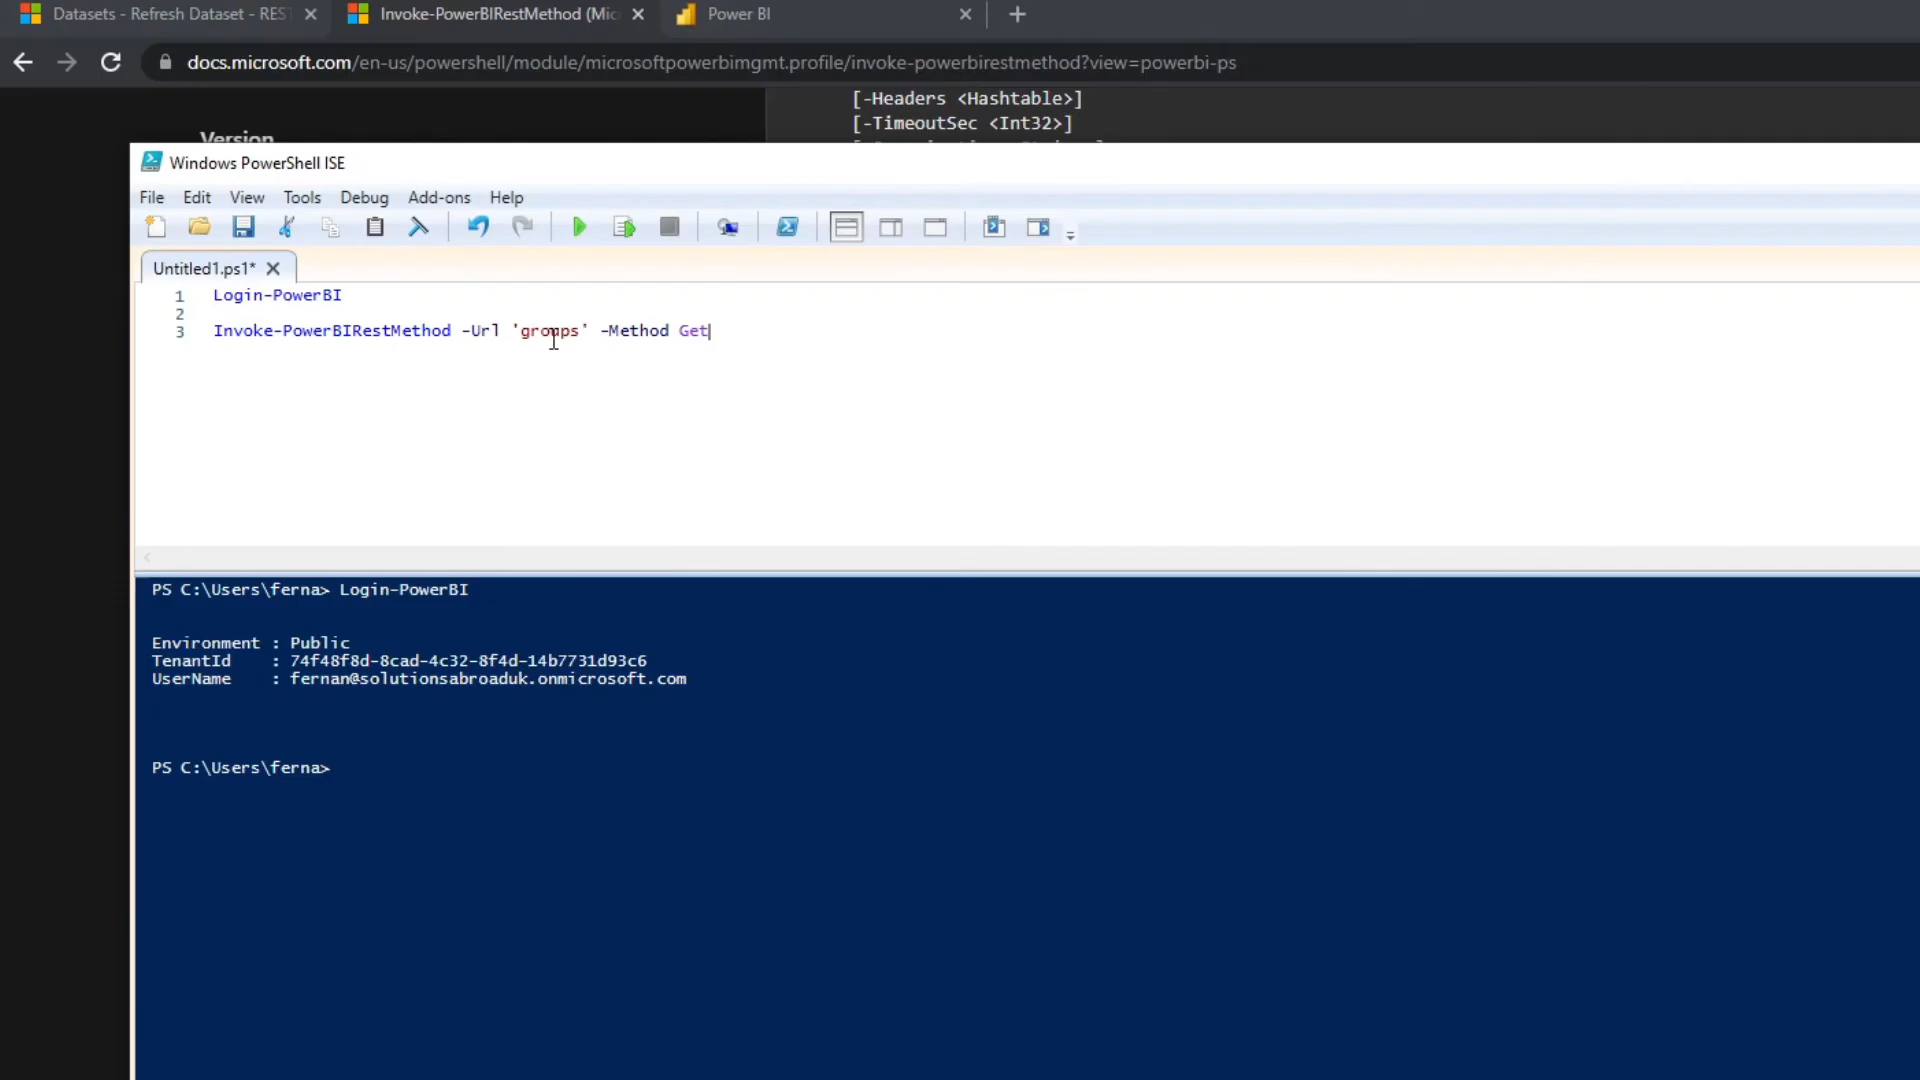 Datasets - Refresh Dataset - REST
Invoke-PowerBIRestMethod (Mic
Power BI
docs.microsoft.com/en-us/powershell/module/microsoftpowerbimgmt.profile/invoke-powerbirestmethod?view=powerbi-ps
[-Headers <Hashtable>]
[-TimeoutSec <Int32>]
Version
Windows PowerShell ISE
File Edit View Tools Debug Add-ons Help
Untitled1.ps1*
1 Login-PowerBI
2
3 Invoke-PowerBIRestMethod -Url 'groups' -Method Get
PS C:\Users\ferna> Login-PowerBI
Environment : Public
TenantId : 74f48f8d-8cad-4c32-8f4d-14b7731d93c6
UserName : fernan@solutionsabroaduk.onmicrosoft.com
PS C:\Users\ferna>